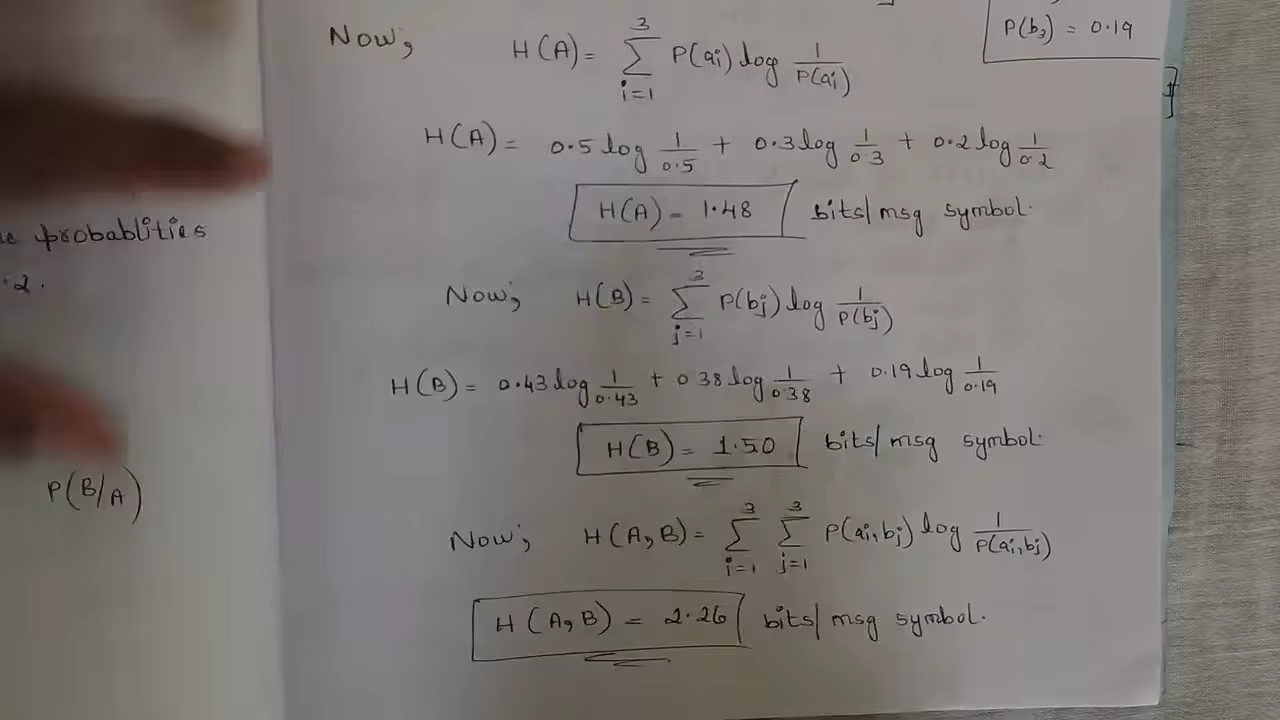 P(b3) = 0.19
Now, H(A) = ∑_{i=1}^{3} P(ai) log 1/P(ai)
H(A) = 0.5 log 1/0.5 + 0.3 log 1/0.3 + 0.2 log 1/0.2
H(A) = 1.48 bits/msg symbol.
probablities
.2.
Now, H(B) = ∑_{j=1}^{3} P(bj) log 1/P(bj)
H(B) = 0.43 log 1/0.43 + 0.38 log 1/0.38 + 0.19 log 1/0.19
H(B) = 1.50 bits/msg symbol.
P(B/A)
Now, H(A,B) = ∑_{i=1}^{3} ∑_{j=1}^{3} P(ai,bj) log 1/P(ai,bj)
H(A,B) = 2.26 bits/msg symbol.